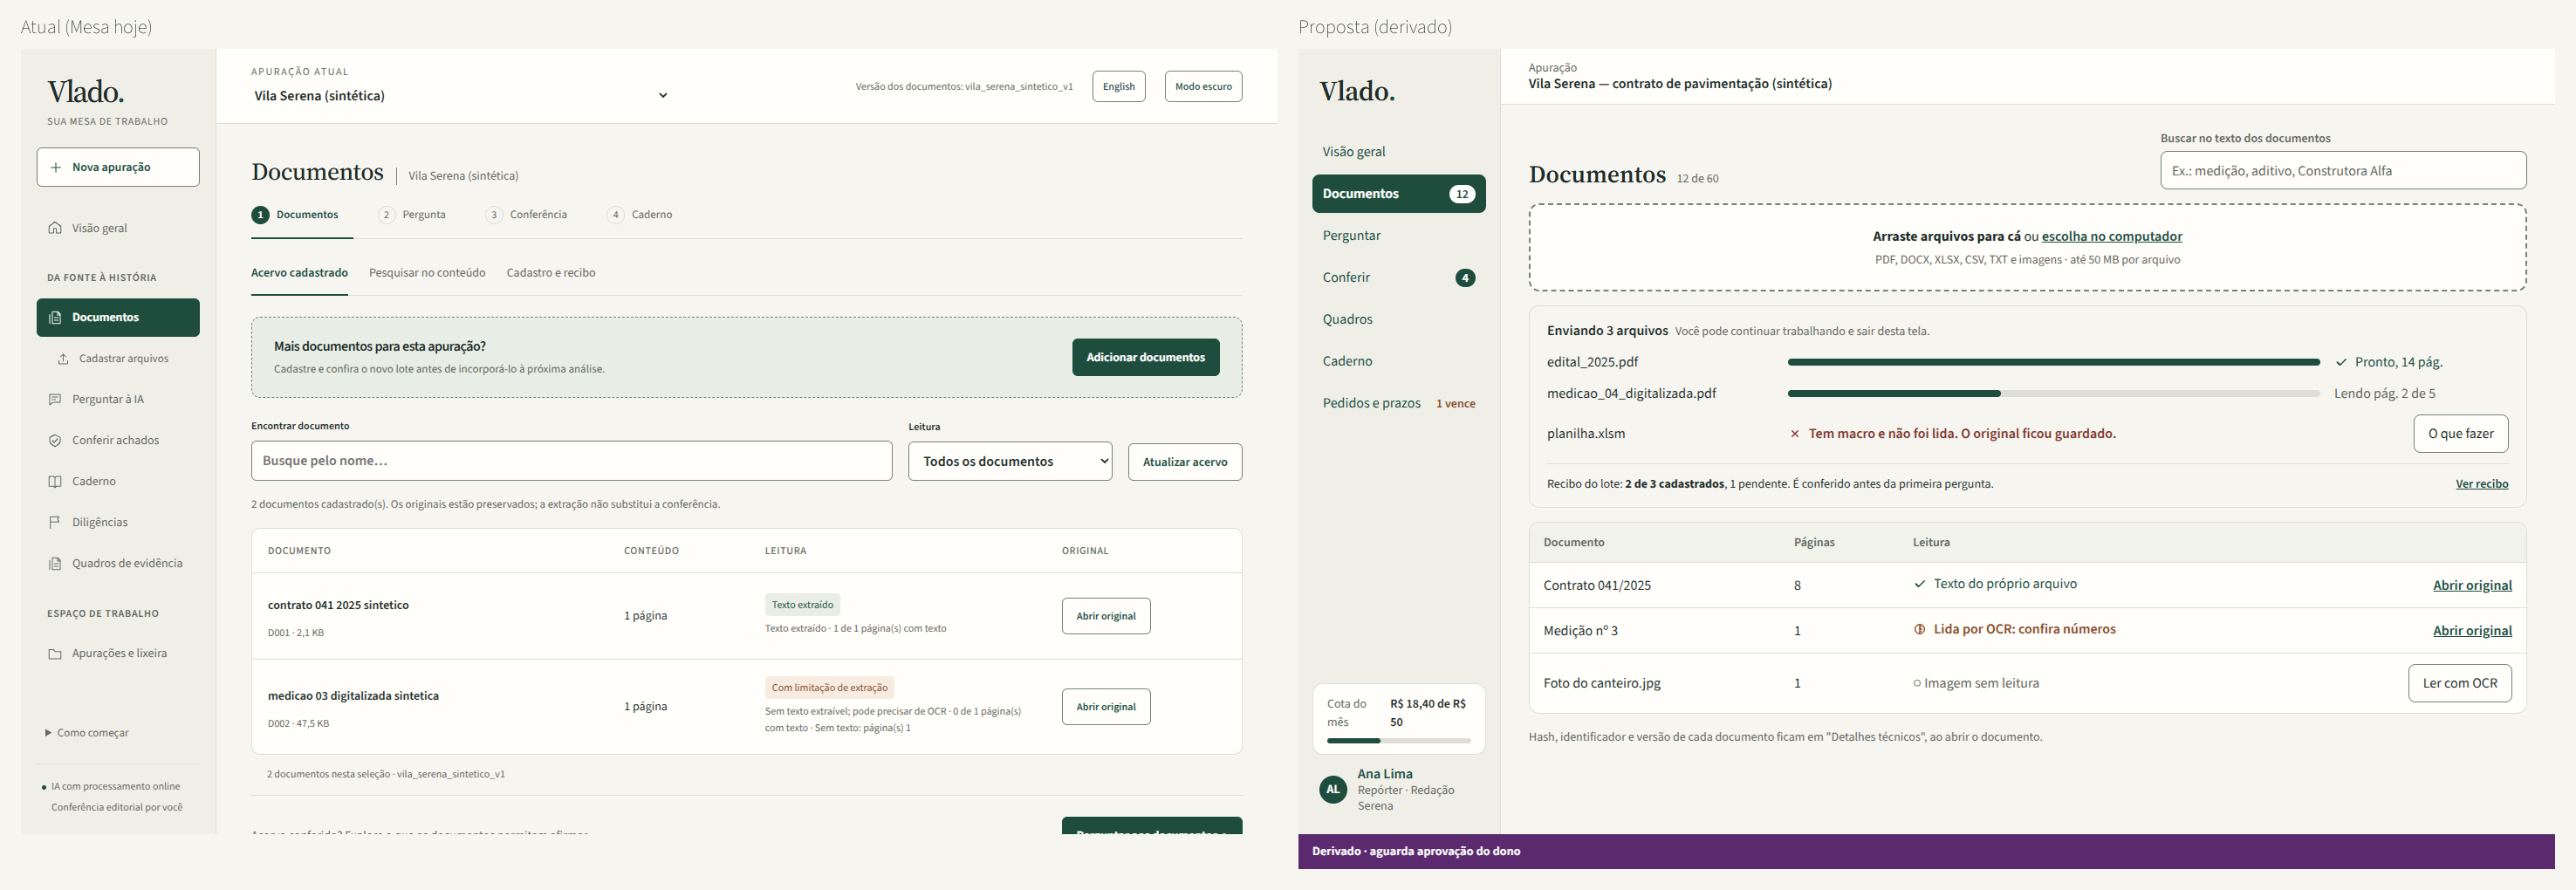 Atual (Mesa hoje)
Vlado.
SUA MESA DE TRABALHO
Nova apuração
Visão geral
DA FONTE À HISTÓRIA
Documentos
Cadastrar arquivos
Perguntar à IA
Conferir achados
Caderno
Diligências
Quadros de evidência
ESPAÇO DE TRABALHO
Apurações e lixeira
Como começar
IA com processamento online
Conferência editorial por você
APURAÇÃO ATUAL
Vila Serena (sintética)
Versão dos documentos: vila_serena_sintetico_v1
English
Modo escuro
Documentos
Vila Serena (sintética)
1 Documentos
2 Pergunta
3 Conferência
4 Caderno
Acervo cadastrado
Pesquisar no conteúdo
Cadastro e recibo
Mais documentos para esta apuração?
Cadastre e confira o novo lote antes de incorporá-lo à próxima análise.
Adicionar documentos
Encontrar documento
Busque pelo nome…
Leitura
Todos os documentos
Atualizar acervo
2 documentos cadastrado(s). Os originais estão preservados; a extração não substitui a conferência.
DOCUMENTO CONTEÚDO LEITURA ORIGINAL
contrato 041 2025 sintetico
D001 · 2,1 KB
1 página
Texto extraído
Texto extraído · 1 de 1 página(s) com texto
Abrir original
medicao 03 digitalizada sintetica
D002 · 47,5 KB
1 página
Com limitação de extração
Sem texto extraível; pode precisar de OCR · 0 de 1 página(s)
com texto · Sem texto: página(s) 1
Abrir original
2 documentos nesta seleção · vila_serena_sintetico_v1
Proposta (derivado)
Vlado.
Visão geral
Documentos 12
Perguntar
Conferir 4
Quadros
Caderno
Pedidos e prazos 1 vence
Cota do
mês
R$ 18,40 de R$
50
AL
Ana Lima
Repórter · Redação
Serena
Apuração
Vila Serena — contrato de pavimentação (sintética)
Documentos 12 de 60
Buscar no texto dos documentos
Ex.: medição, aditivo, Construtora Alfa
Arraste arquivos para cá ou escolha no computador
PDF, DOCX, XLSX, CSV, TXT e imagens · até 50 MB por arquivo
Enviando 3 arquivos Você pode continuar trabalhando e sair desta tela.
edital_2025.pdf Pronto, 14 pág.
medicao_04_digitalizada.pdf Lendo pág. 2 de 5
planilha.xlsm Tem macro e não foi lida. O original ficou guardado. O que fazer
Recibo do lote: 2 de 3 cadastrados, 1 pendente. É conferido antes da primeira pergunta. Ver recibo
Documento Páginas Leitura
Contrato 041/2025 8 Texto do próprio arquivo Abrir original
Medição nº 3 1 Lida por OCR: confira números Abrir original
Foto do canteiro.jpg 1 Imagem sem leitura Ler com OCR
Hash, identificador e versão de cada documento ficam em "Detalhes técnicos", ao abrir o documento.
Derivado · aguarda aprovação do dono